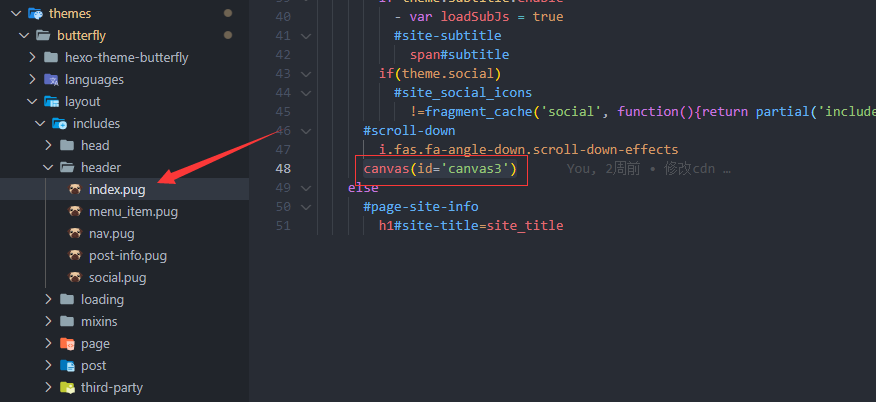 themes
butterfly
hexo-theme-butterfly
languages
layout
includes
head
header
index.pug
menu_item.pug
nav.pug
post-info.pug
social.pug
loading
mixins
page
post
third-party
40 - var loadSubJs = true
41 #site-subtitle
42 span#subtitle
43 if(theme.social)
44 #site_social_icons
45 !=fragment_cache('social', function(){return partial('include
46 #scroll-down
47 i.fas.fa-angle-down.scroll-down-effects
48 canvas(id='canvas3') You, 2周前 • 修改cdn …
49 else
50 #page-site-info
51 h1#site-title=site_title